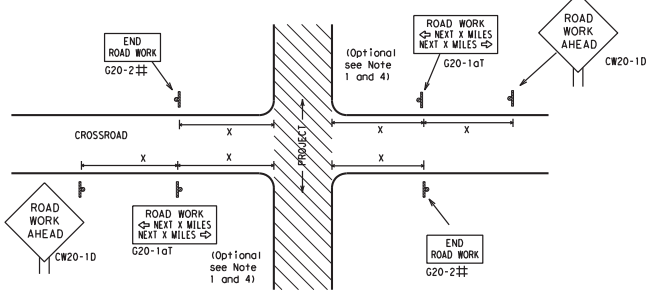 END
ROAD WORK
G20-2#
(Optional
see Note
1 and 4)
ROAD WORK
⇦ NEXT X MILES
NEXT X MILES ⇨
G20-1aT
ROAD
WORK
AHEAD
CW20-1D
CROSSROAD
X
X
X
PROJECT
X
X
X
ROAD
WORK
AHEAD
CW20-1D
ROAD WORK
⇦ NEXT X MILES
NEXT X MILES ⇨
G20-1aT
(Optional
see Note
1 and 4)
END
ROAD WORK
G20-2#